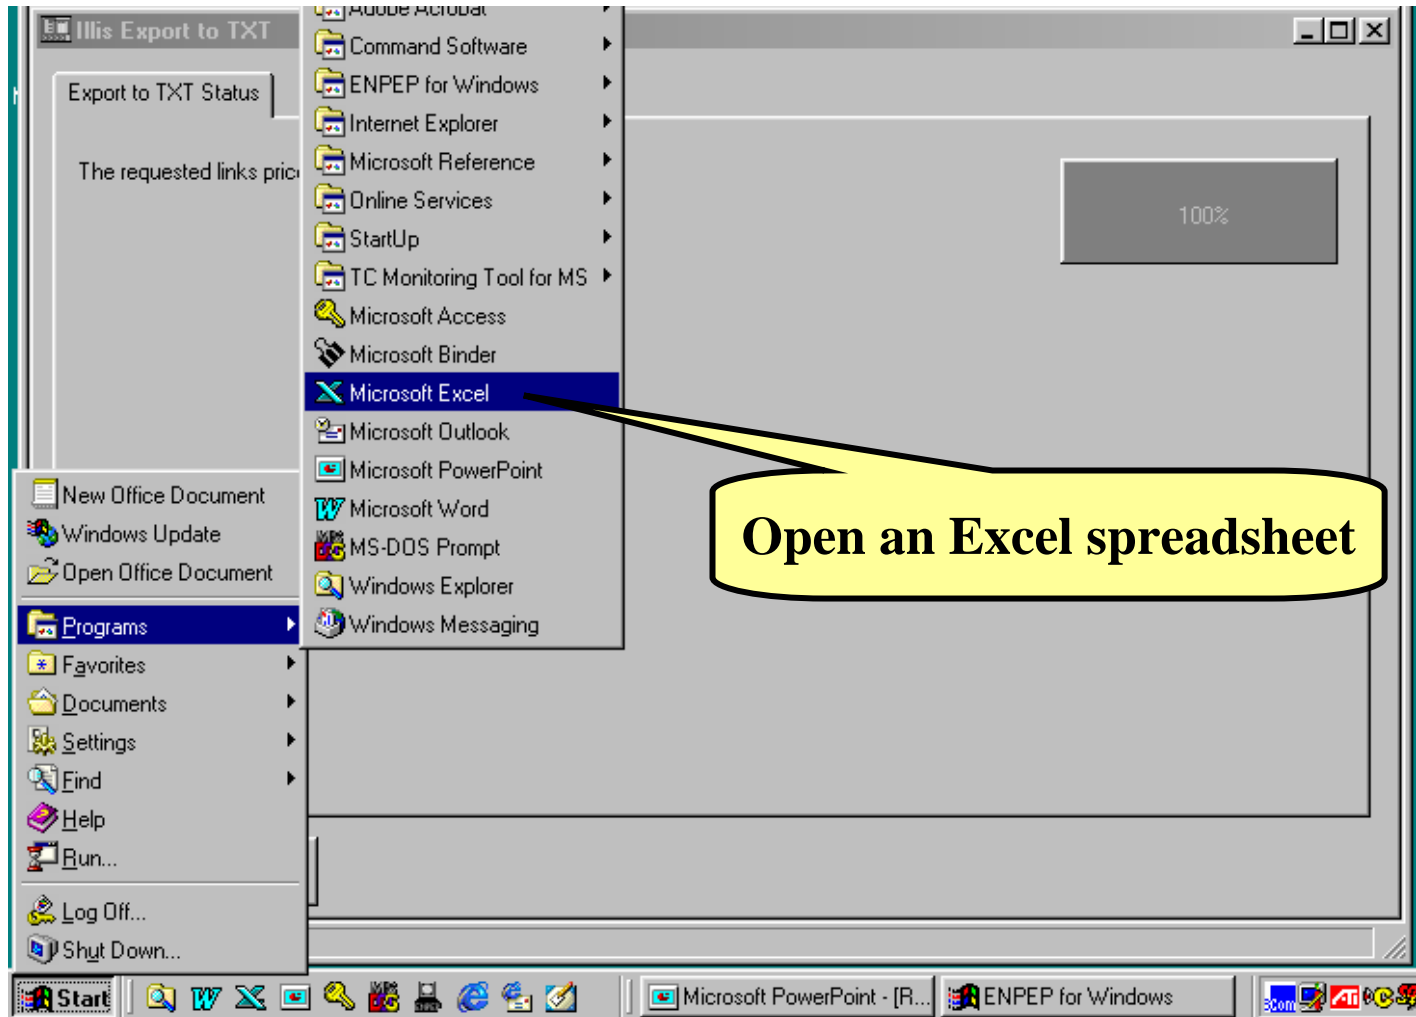 Illis Export to TXT
Export to TXT Status
The requested links pric
100%
Adobe Acrobat
Command Software
ENPEP for Windows
Internet Explorer
Microsoft Reference
Online Services
StartUp
TC Monitoring Tool for MS
Microsoft Access
Microsoft Binder
Microsoft Excel
Microsoft Outlook
Microsoft PowerPoint
Microsoft Word
MS-DOS Prompt
Windows Explorer
Windows Messaging
Open an Excel spreadsheet
New Office Document
Windows Update
Open Office Document
Programs
Favorites
Documents
Settings
Find
Help
Run...
Log Off...
Shut Down...
Start
Microsoft PowerPoint - [R...
ENPEP for Windows
3Com
ATI